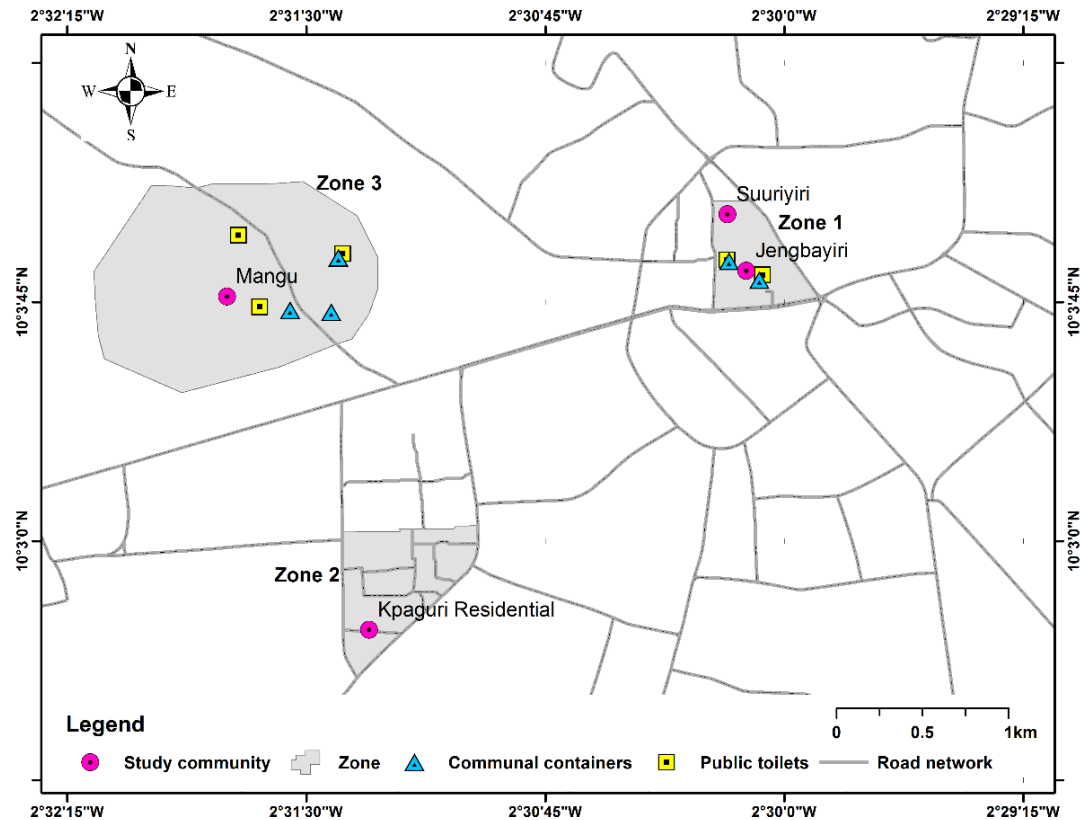 2°32'15"W 2°31'30"W 2°30'45"W 2°30'0"W 2°29'15"W
N
W E
S
Zone 3
Suuriyiri
Zone 1
Jengbayiri
Mangu
10°3'45"N 10°3'45"N
10°3'0"N 10°3'0"N
Zone 2
Kpaguri Residential
Legend
0 0.5 1km
Study community Zone Communal containers Public toilets Road network
2°32'15"W 2°31'30"W 2°30'45"W 2°30'0"W 2°29'15"W